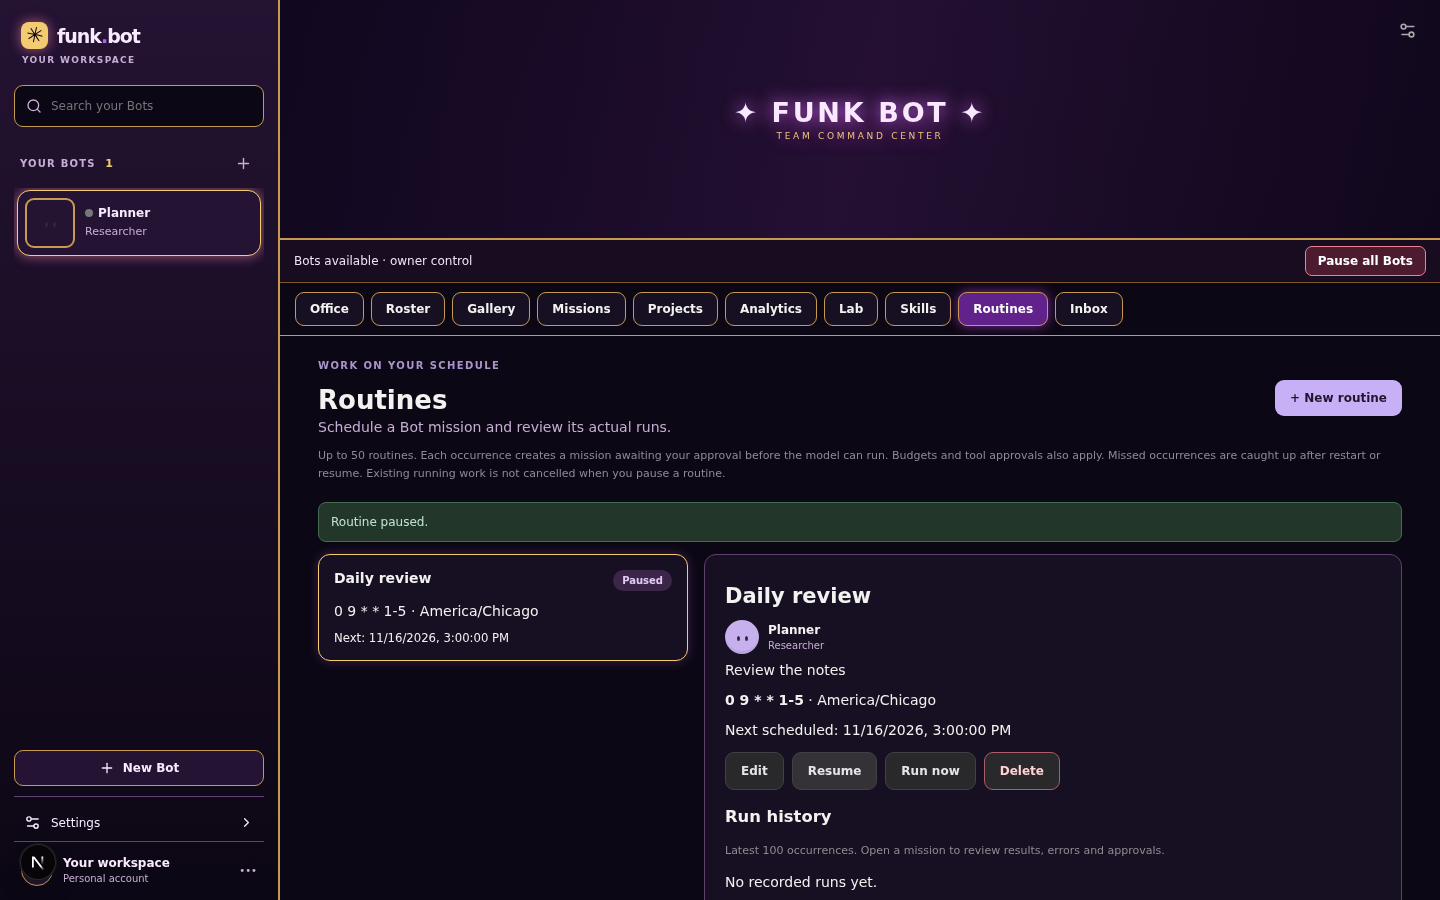 funk.bot
YOUR WORKSPACE
Search your Bots
YOUR BOTS 1
Planner
Researcher
New Bot
Settings
N
Your workspace
Personal account
✦ FUNK BOT ✦
TEAM COMMAND CENTER
Bots available · owner control
Pause all Bots
Office
Roster
Gallery
Missions
Projects
Analytics
Lab
Skills
Routines
Inbox
WORK ON YOUR SCHEDULE
Routines
+ New routine
Schedule a Bot mission and review its actual runs.
Up to 50 routines. Each occurrence creates a mission awaiting your approval before the model can run. Budgets and tool approvals also apply. Missed occurrences are caught up after restart or
resume. Existing running work is not cancelled when you pause a routine.
Routine paused.
Daily review
Paused
0 9 * * 1-5 · America/Chicago
Next: 11/16/2026, 3:00:00 PM
Daily review
Planner
Researcher
Review the notes
0 9 * * 1-5 · America/Chicago
Next scheduled: 11/16/2026, 3:00:00 PM
Edit
Resume
Run now
Delete
Run history
Latest 100 occurrences. Open a mission to review results, errors and approvals.
No recorded runs yet.